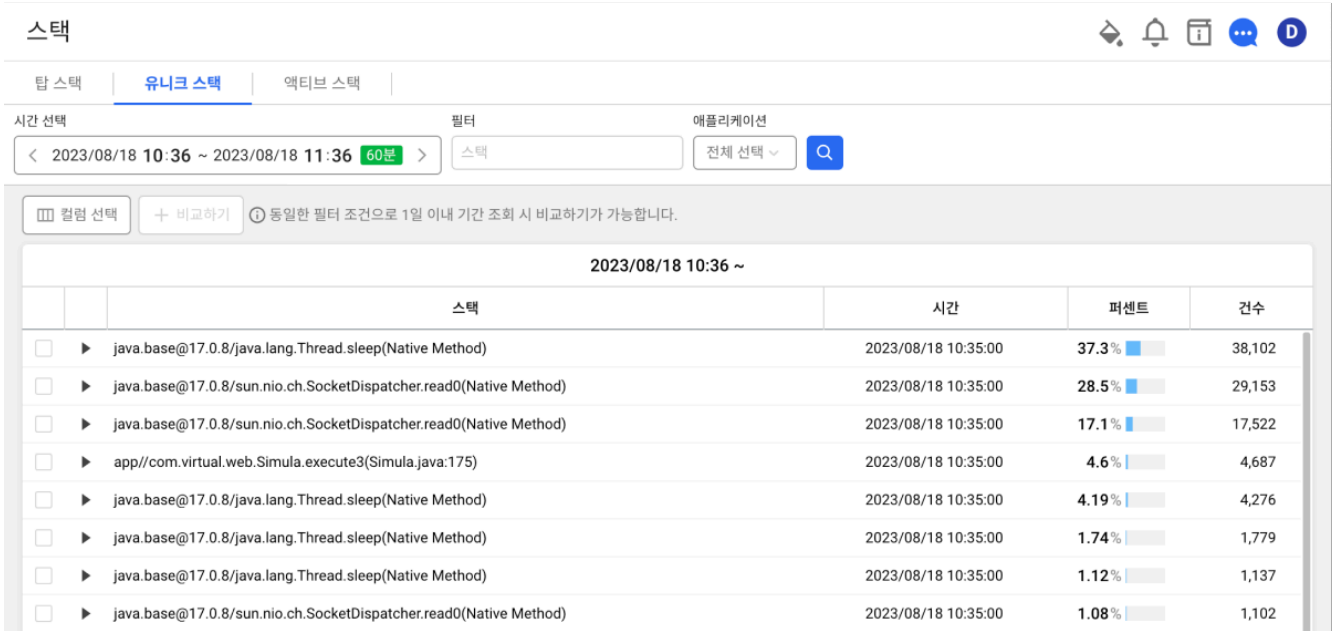 스택
D
탑 스택 유니크 스택 액티브 스택
시간 선택 필터 애플리케이션
2023/08/18 10:36 ~ 2023/08/18 11:36 60분 스택 전체 선택
컬럼 선택 비교하기 동일한 필터 조건으로 1일 이내 기간 조회 시 비교하기가 가능합니다.
2023/08/18 10:36 ~
스택 시간 퍼센트 건수
java.base@17.0.8/java.lang.Thread.sleep(Native Method) 2023/08/18 10:35:00 37.3% 38,102
java.base@17.0.8/sun.nio.ch.SocketDispatcher.read0(Native Method) 2023/08/18 10:35:00 28.5% 29,153
java.base@17.0.8/sun.nio.ch.SocketDispatcher.read0(Native Method) 2023/08/18 10:35:00 17.1% 17,522
app//com.virtual.web.Simula.execute3(Simula.java:175) 2023/08/18 10:35:00 4.6% 4,687
java.base@17.0.8/java.lang.Thread.sleep(Native Method) 2023/08/18 10:35:00 4.19% 4,276
java.base@17.0.8/java.lang.Thread.sleep(Native Method) 2023/08/18 10:35:00 1.74% 1,779
java.base@17.0.8/java.lang.Thread.sleep(Native Method) 2023/08/18 10:35:00 1.12% 1,137
java.base@17.0.8/sun.nio.ch.SocketDispatcher.read0(Native Method) 2023/08/18 10:35:00 1.08% 1,102